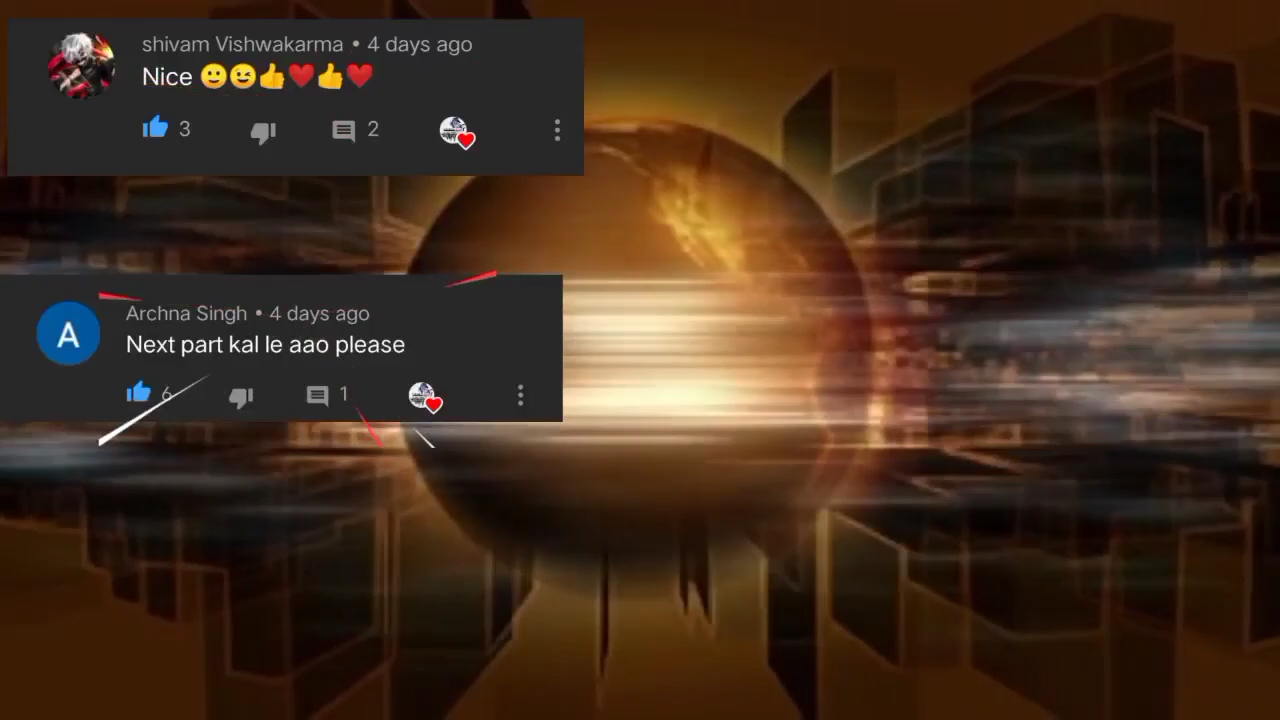 shivam Vishwakarma • 4 days ago
Nice 🙂😉👍❤️👍❤️
3 2
A
Archna Singh • 4 days ago
Next part kal le aao please
6 1